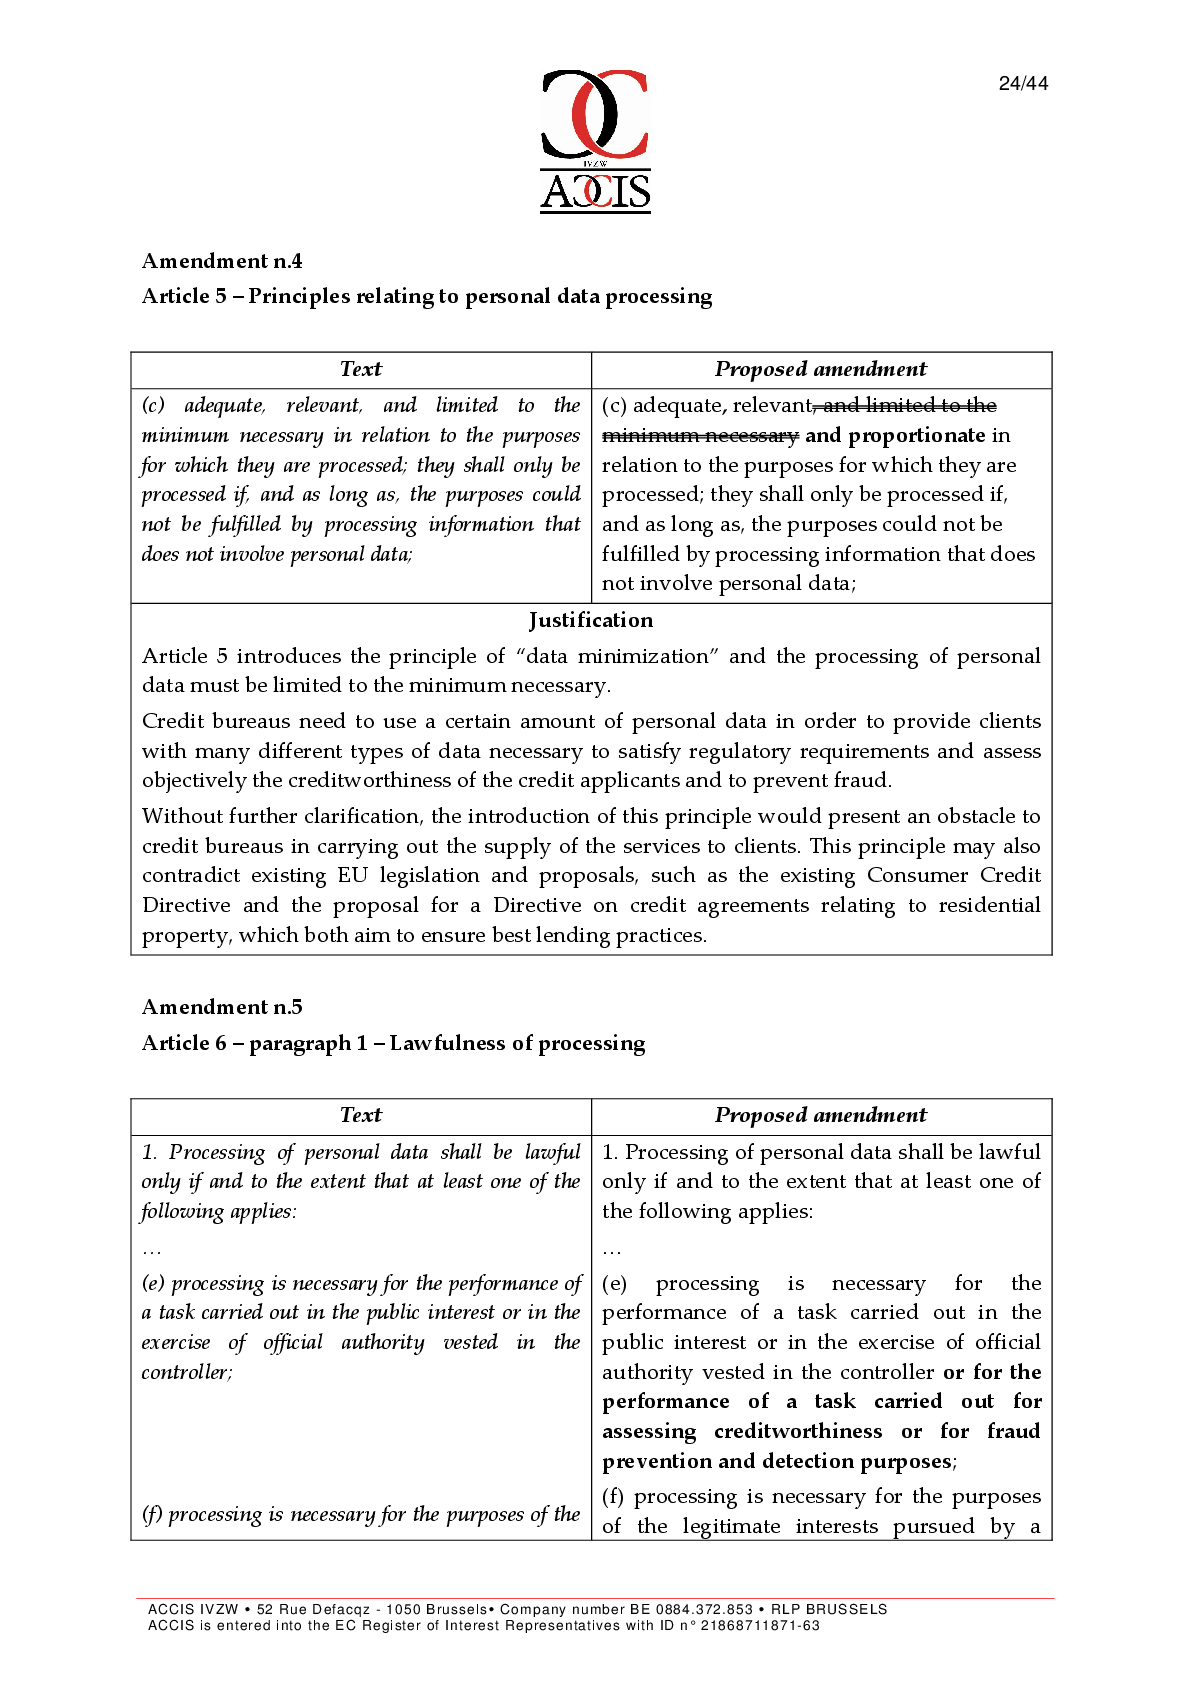 24/44
IVZW
ACCIS
Amendment n.4
Article 5 – Principles relating to personal data processing
Text
Proposed amendment
(c) adequate, relevant, and limited to the
minimum necessary in relation to the purposes
for which they are processed; they shall only be
processed if, and as long as, the purposes could
not be fulfilled by processing information that
does not involve personal data;
(c) adequate, relevant, and limited to the
minimum necessary and proportionate in
relation to the purposes for which they are
processed; they shall only be processed if,
and as long as, the purposes could not be
fulfilled by processing information that does
not involve personal data;
Justification
Article 5 introduces the principle of “data minimization” and the processing of personal
data must be limited to the minimum necessary.
Credit bureaus need to use a certain amount of personal data in order to provide clients
with many different types of data necessary to satisfy regulatory requirements and assess
objectively the creditworthiness of the credit applicants and to prevent fraud.
Without further clarification, the introduction of this principle would present an obstacle to
credit bureaus in carrying out the supply of the services to clients. This principle may also
contradict existing EU legislation and proposals, such as the existing Consumer Credit
Directive and the proposal for a Directive on credit agreements relating to residential
property, which both aim to ensure best lending practices.
Amendment n.5
Article 6 – paragraph 1 – Lawfulness of processing
Text
Proposed amendment
1. Processing of personal data shall be lawful
only if and to the extent that at least one of the
following applies:
…
(e) processing is necessary for the performance of
a task carried out in the public interest or in the
exercise of official authority vested in the
controller;
(f) processing is necessary for the purposes of the
1. Processing of personal data shall be lawful
only if and to the extent that at least one of
the following applies:
…
(e) processing is necessary for the
performance of a task carried out in the
public interest or in the exercise of official
authority vested in the controller or for the
performance of a task carried out for
assessing creditworthiness or for fraud
prevention and detection purposes;
(f) processing is necessary for the purposes
of the legitimate interests pursued by a
ACCIS IVZW • 52 Rue Defacqz - 1050 Brussels• Company number BE 0884.372.853 • RLP BRUSSELS
ACCIS is entered into the EC Register of Interest Representatives with ID n° 21868711871-63